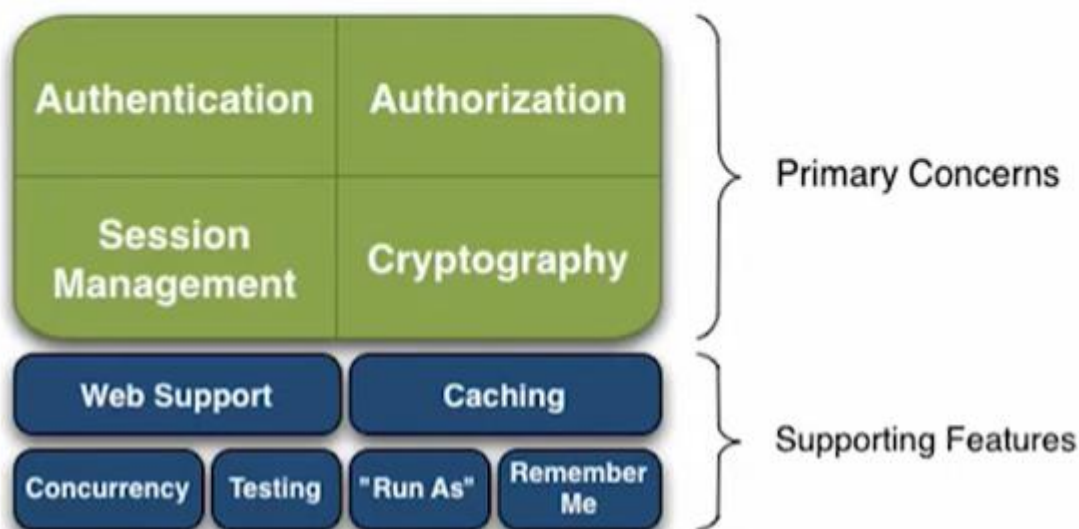 Authentication
Authorization
Primary Concerns
Session
Management
Cryptography
Web Support
Caching
Supporting Features
Concurrency
Testing
"Run As"
Remember
Me